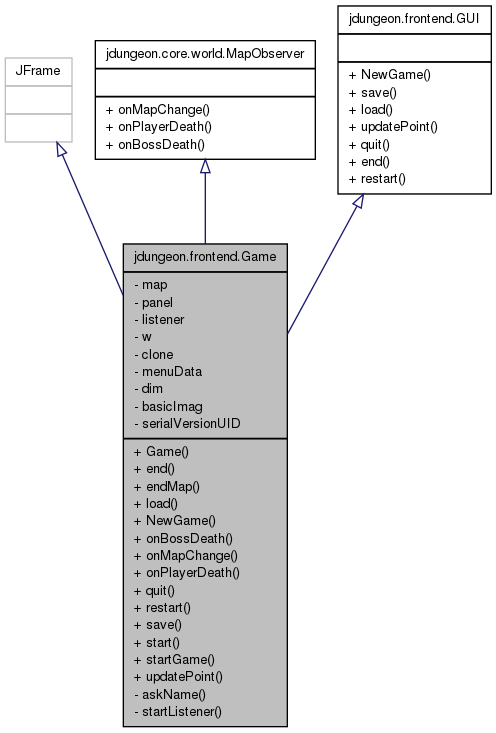 JFrame
jdungeon.core.world.MapObserver
+ onMapChange()
+ onPlayerDeath()
+ onBossDeath()
jdungeon.frontend.GUI
+ NewGame()
+ save()
+ load()
+ updatePoint()
+ quit()
+ end()
+ restart()
jdungeon.frontend.Game
- map
- panel
- listener
- w
- clone
- menuData
- dim
- basicImag
- serialVersionUID
+ Game()
+ end()
+ endMap()
+ load()
+ NewGame()
+ onBossDeath()
+ onMapChange()
+ onPlayerDeath()
+ quit()
+ restart()
+ save()
+ start()
+ startGame()
+ updatePoint()
- askName()
- startListener()